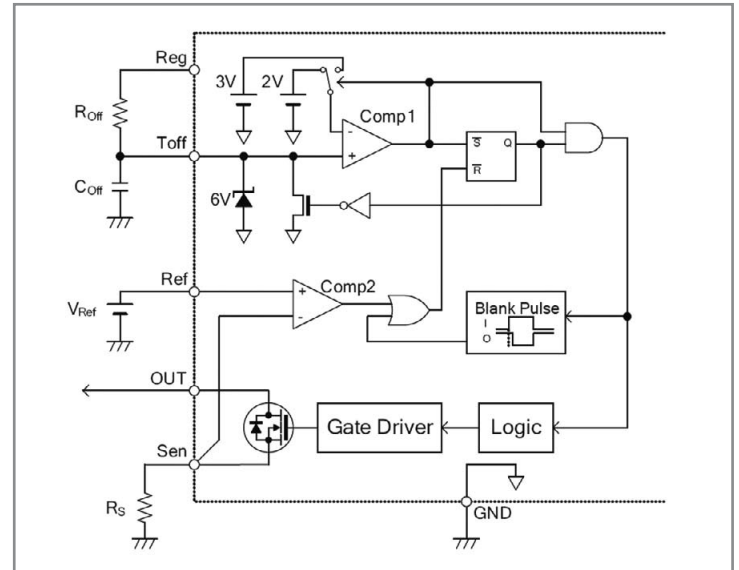 Reg
3V
2V
R_Off
Comp1
Toff
-
+
S̅
Q
R̅
C_Off
6V
Ref
Comp2
+
-
V_Ref
Blank Pulse
I
O
OUT
Gate Driver
Logic
Sen
R_S
GND